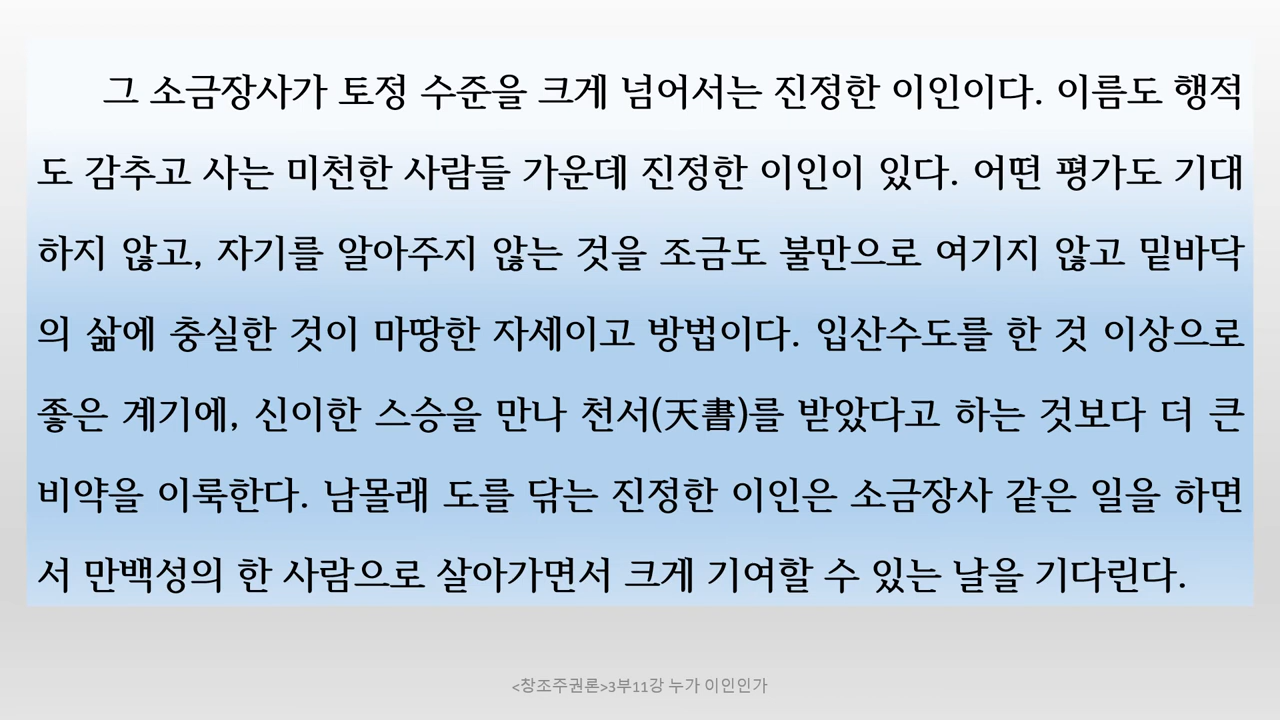 그 소금장사가 토정 수준을 크게 넘어서는 진정한 이인이다. 이름도 행적
도 감추고 사는 미천한 사람들 가운데 진정한 이인이 있다. 어떤 평가도 기대
하지 않고, 자기를 알아주지 않는 것을 조금도 불만으로 여기지 않고 밑바닥
의 삶에 충실한 것이 마땅한 자세이고 방법이다. 입산수도를 한 것 이상으로
좋은 계기에, 신이한 스승을 만나 천서(天書)를 받았다고 하는 것보다 더 큰
비약을 이룩한다. 남몰래 도를 닦는 진정한 이인은 소금장사 같은 일을 하면
서 만백성의 한 사람으로 살아가면서 크게 기여할 수 있는 날을 기다린다.
<창조주권론>3부11강 누가 이인인가